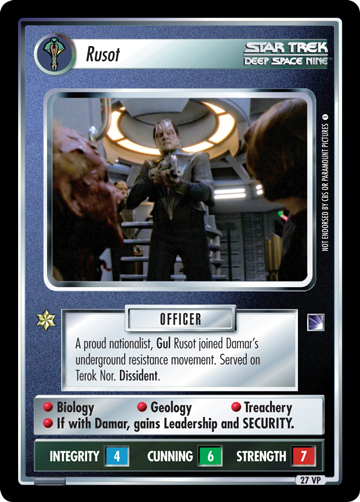 Rusot
STAR TREK
DEEP SPACE NINE™
NOT ENDORSED BY CBS OR PARAMOUNT PICTURES
OFFICER
A proud nationalist, Gul Rusot joined Damar's
underground resistance movement. Served on
Terok Nor. Dissident.
• Biology • Geology • Treachery
• If with Damar, gains Leadership and SECURITY.
INTEGRITY 4 CUNNING 6 STRENGTH 7
27 VP